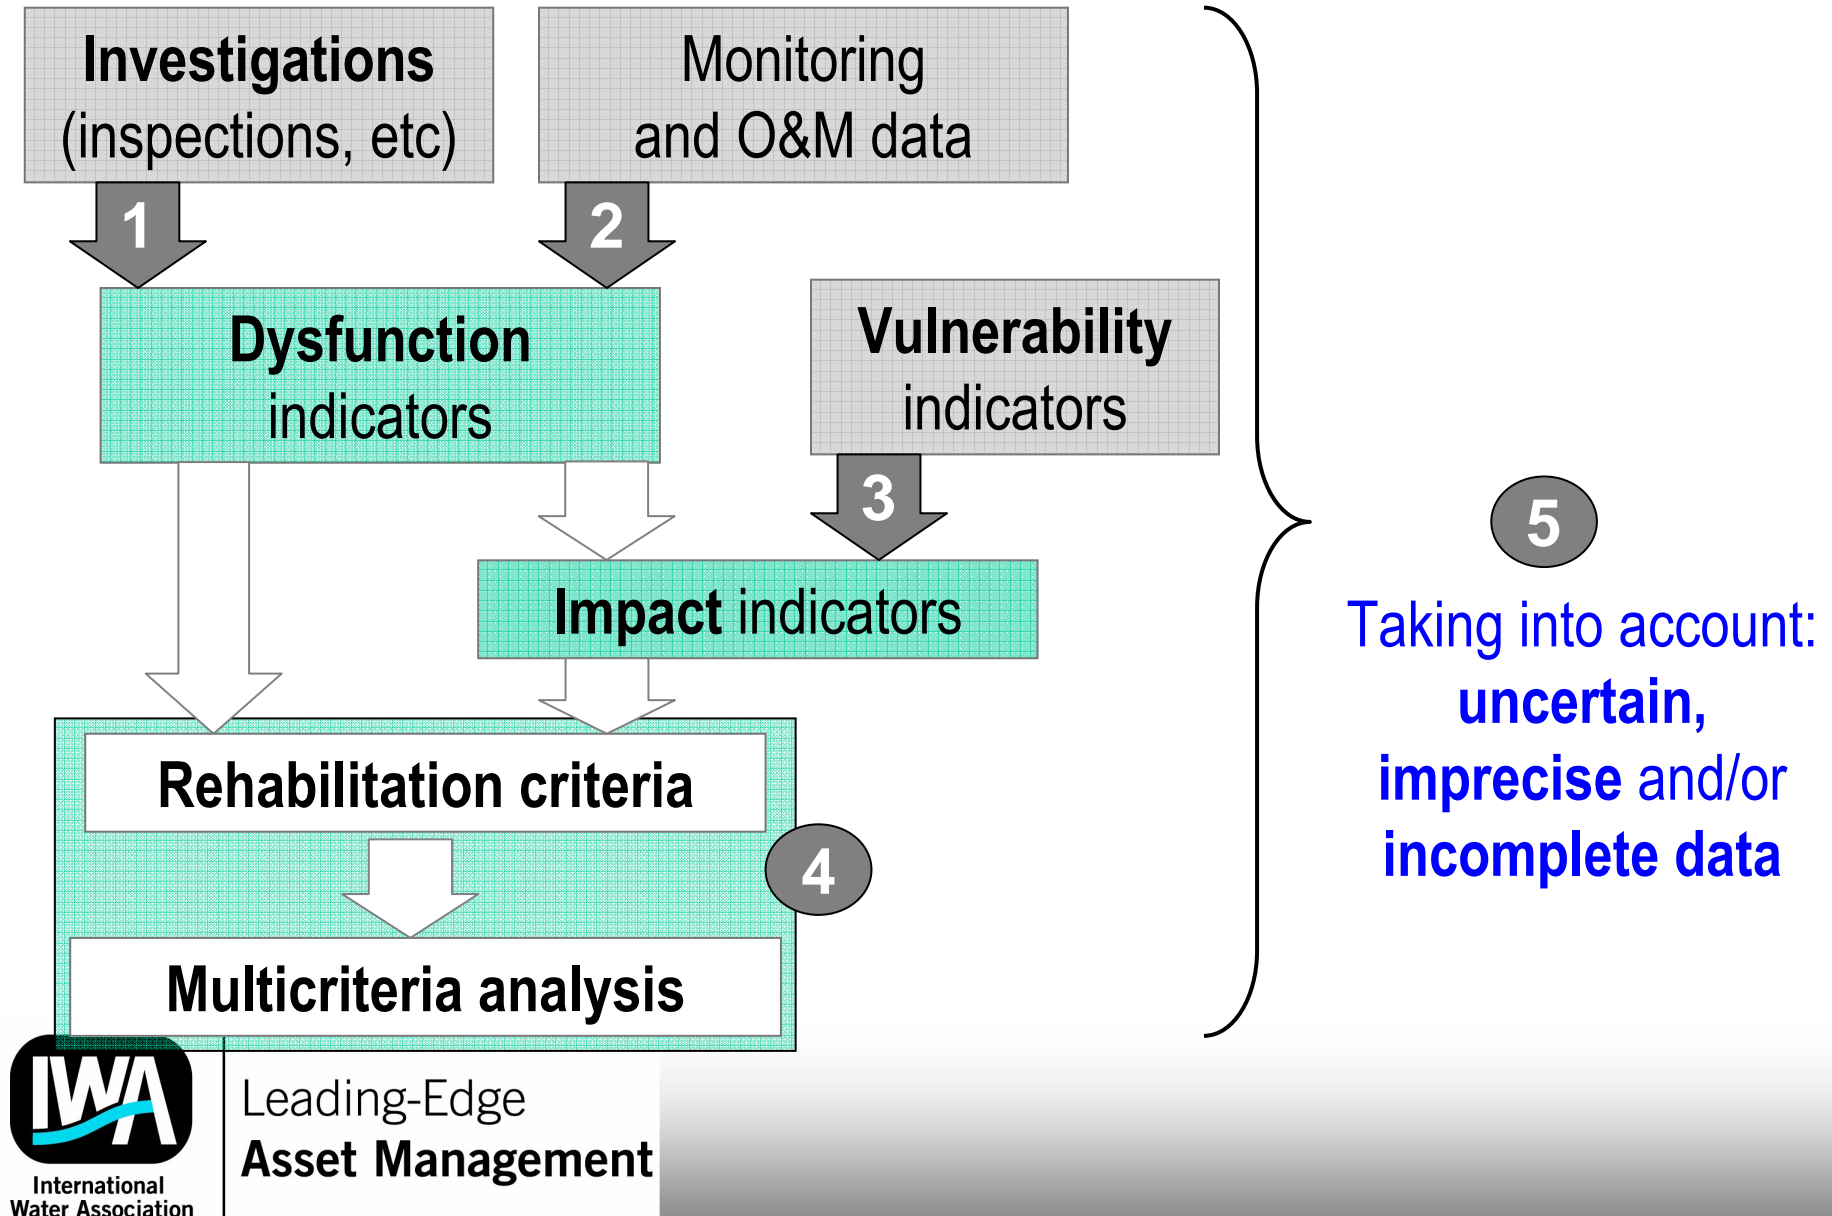 Investigations
(inspections, etc)
Monitoring
and O&M data
1
2
Dysfunction
indicators
Vulnerability
indicators
3
Impact indicators
Rehabilitation criteria
4
Multicriteria analysis
5
Taking into account:
uncertain,
imprecise and/or
incomplete data
IWA
International
Water Association
Leading-Edge
Asset Management